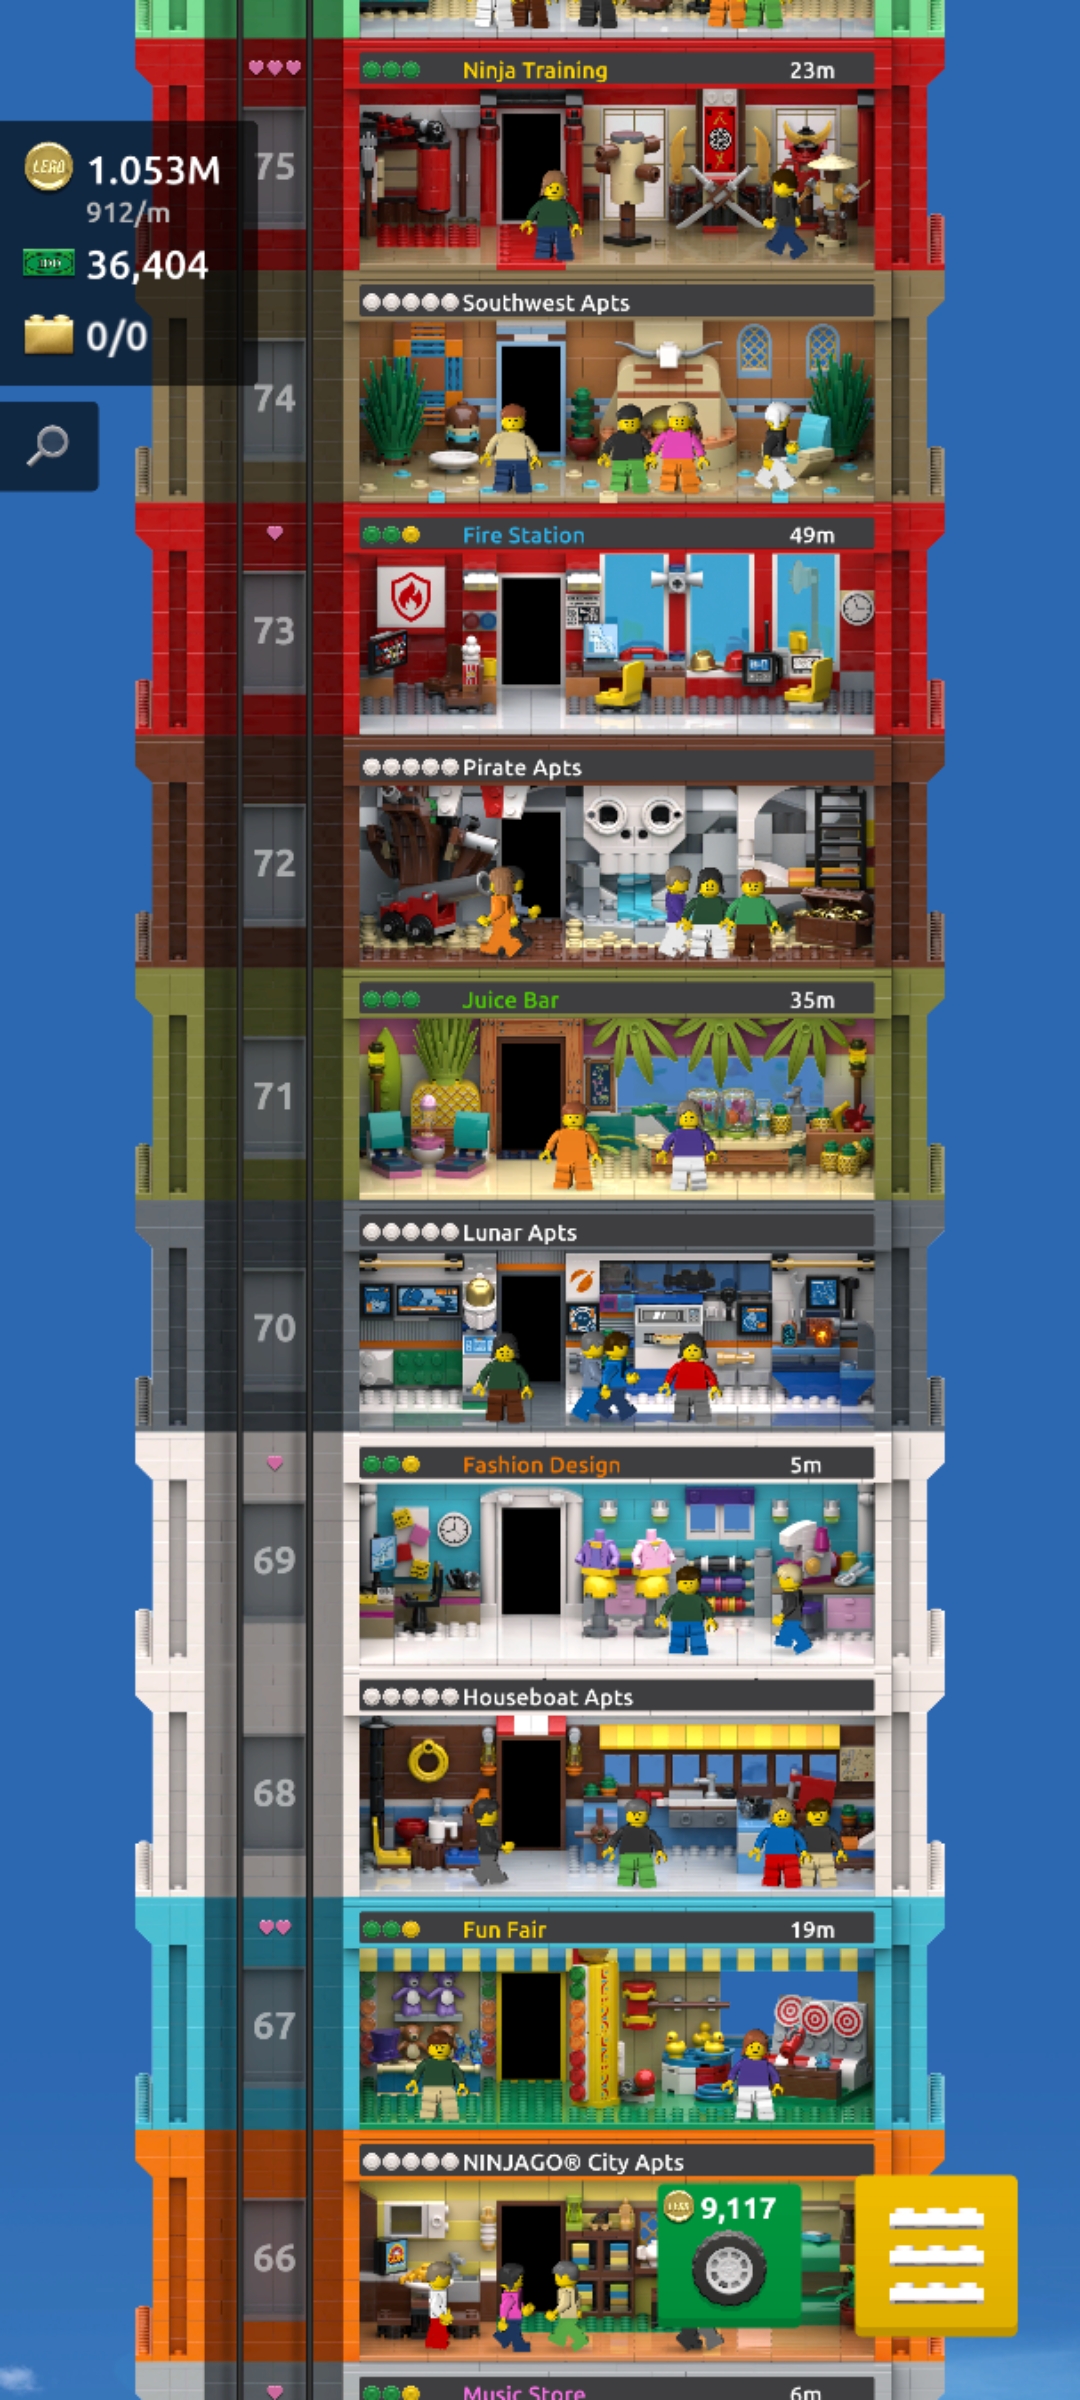 Ninja Training 23m
75
LEGO 1.053M
912/m
36,404
0/0
Southwest Apts
74
Fire Station 49m
73
Pirate Apts
72
Juice Bar 35m
71
Lunar Apts
70
Fashion Design 5m
69
Houseboat Apts
68
Fun Fair 19m
67
NINJAGO® City Apts
66
LEGO 9,117
Music Store 6m